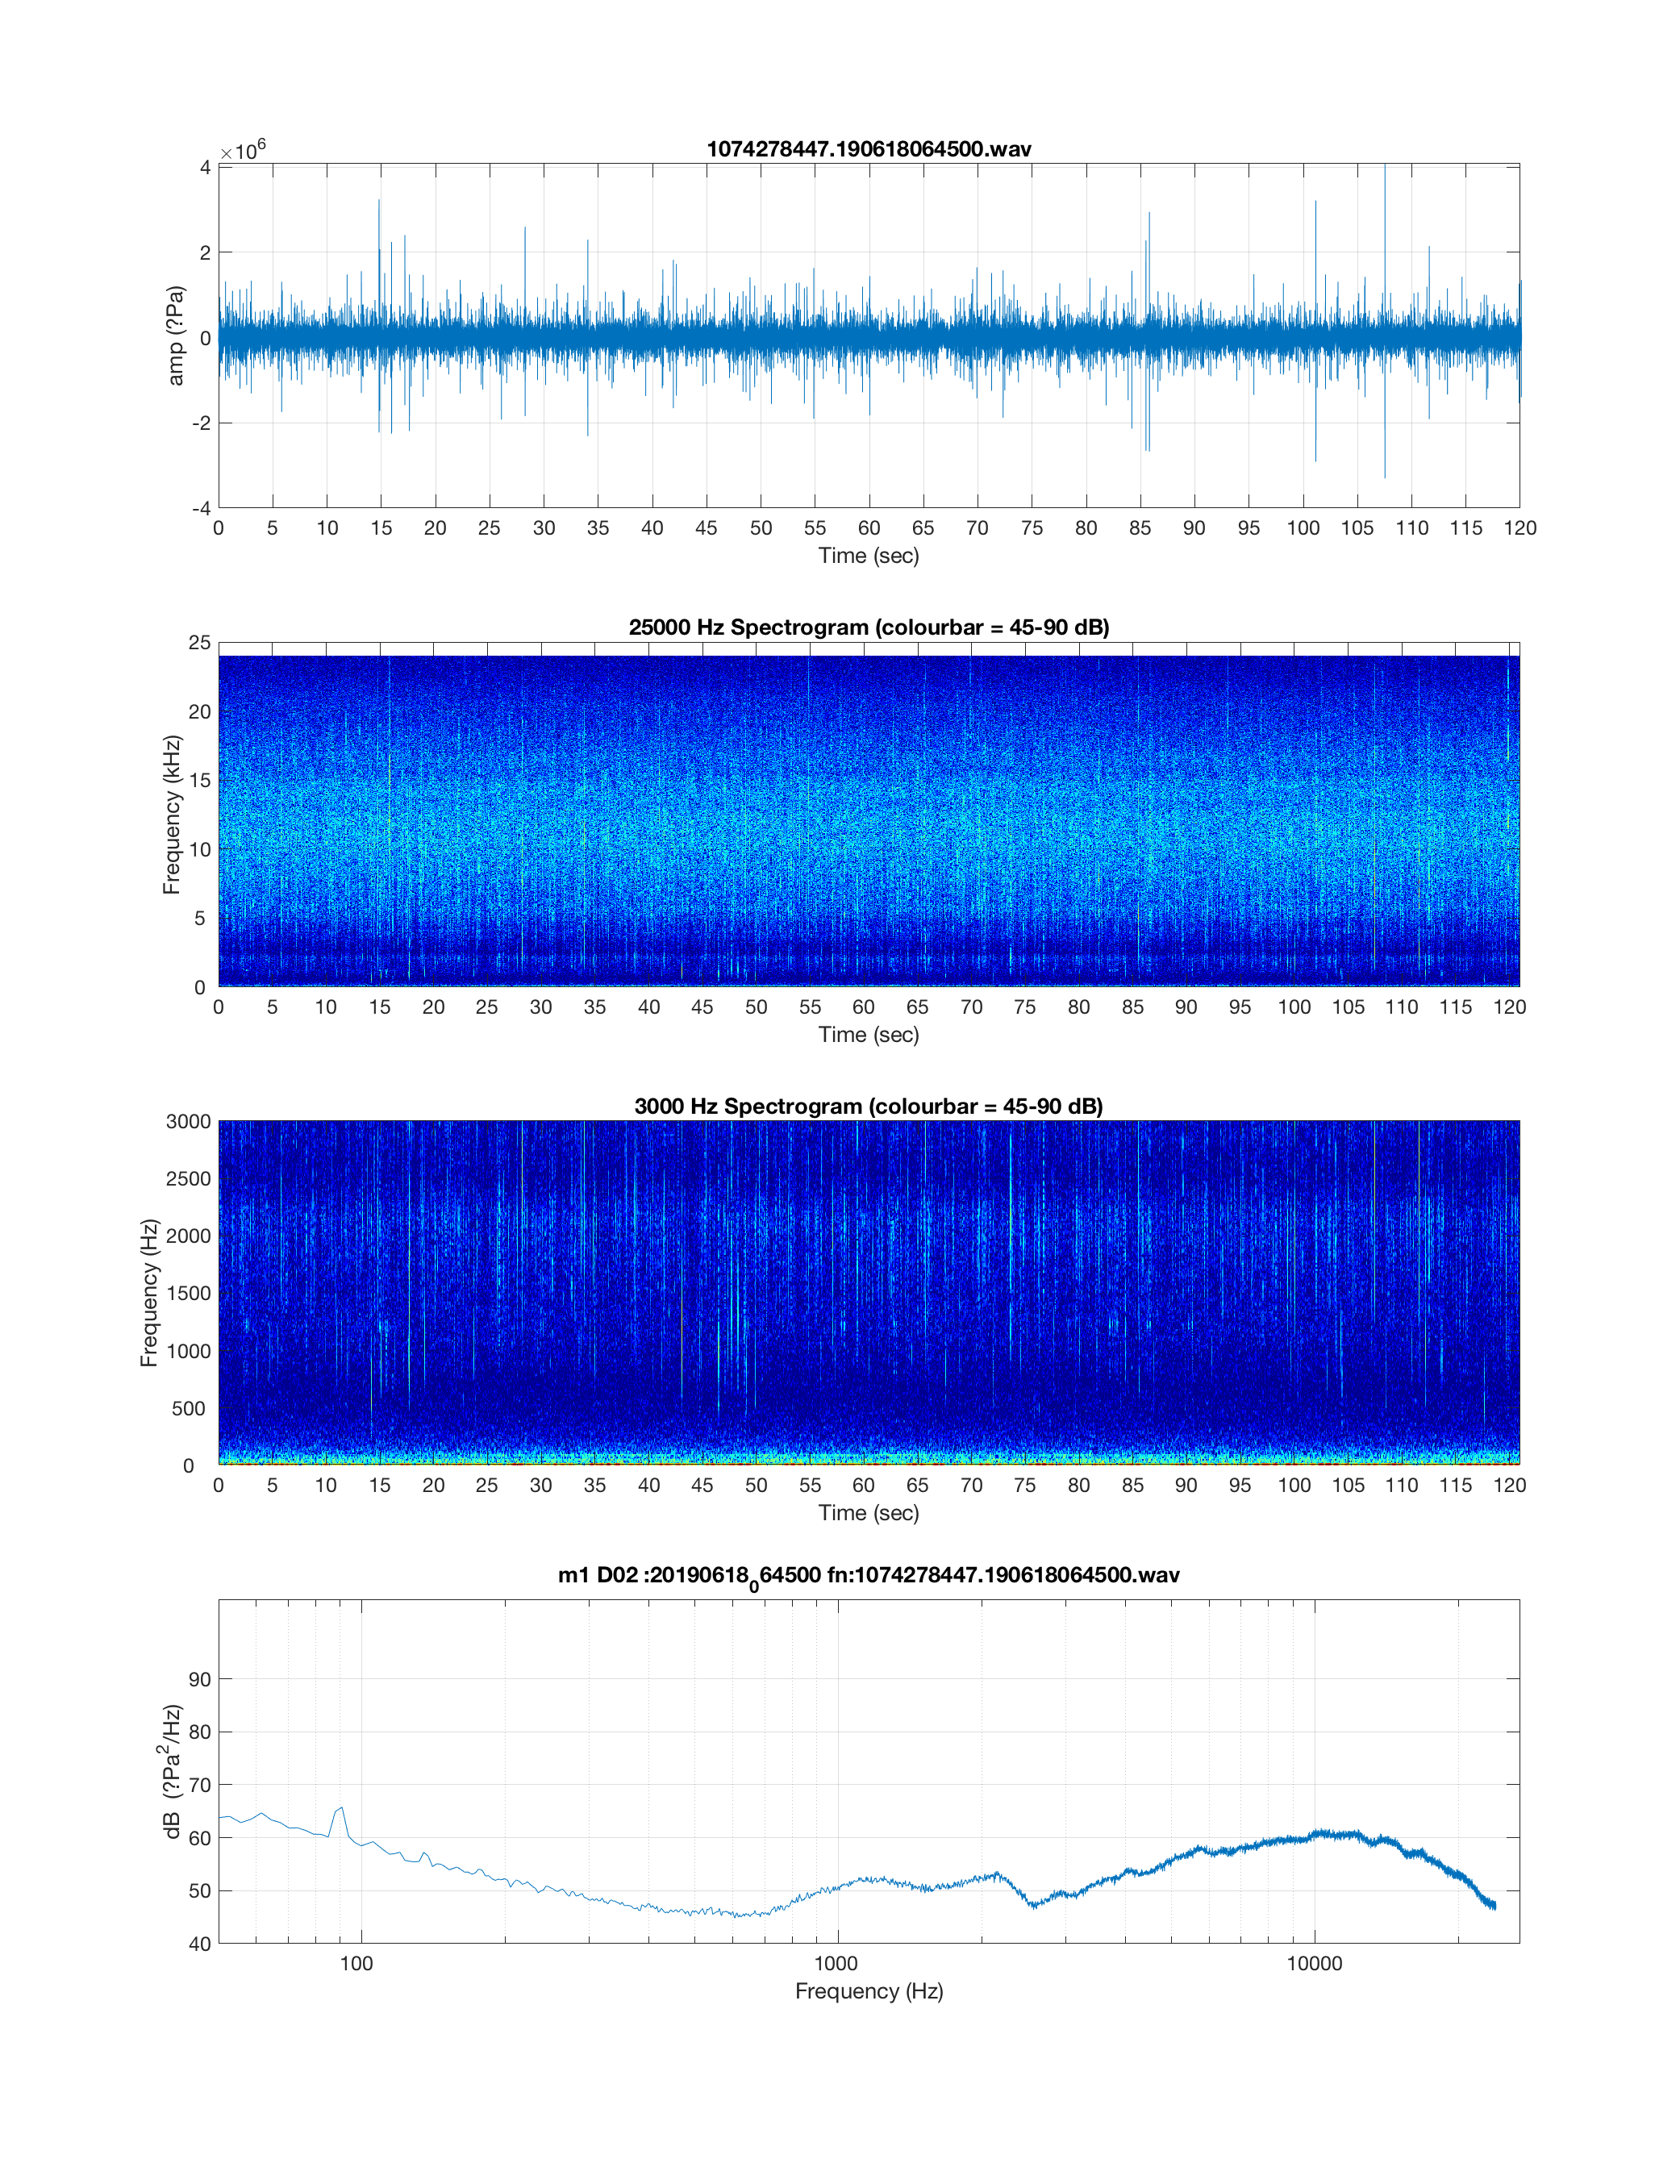 1074278447.190618064500.wav
×10^6
4
2
0
-2
-4
amp (?Pa)
0 5 10 15 20 25 30 35 40 45 50 55 60 65 70 75 80 85 90 95 100 105 110 115 120
Time (sec)
25000 Hz Spectrogram (colourbar = 45-90 dB)
25
20
15
10
5
0
Frequency (kHz)
0 5 10 15 20 25 30 35 40 45 50 55 60 65 70 75 80 85 90 95 100 105 110 115 120
Time (sec)
3000 Hz Spectrogram (colourbar = 45-90 dB)
3000
2500
2000
1500
1000
500
0
Frequency (Hz)
0 5 10 15 20 25 30 35 40 45 50 55 60 65 70 75 80 85 90 95 100 105 110 115 120
Time (sec)
m1 D02 :20190618_064500 fn:1074278447.190618064500.wav
90
80
70
60
50
40
dB (?Pa^2/Hz)
100 1000 10000
Frequency (Hz)